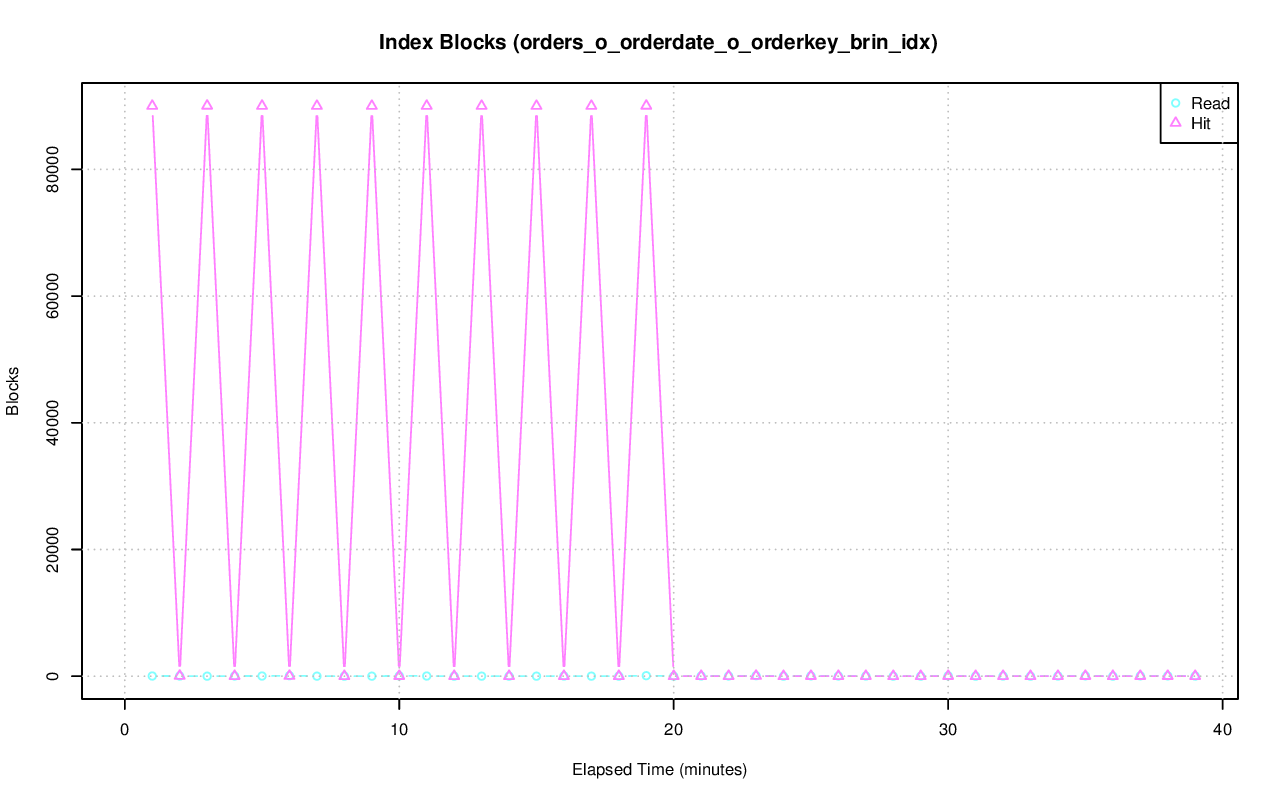 Index Blocks (orders_o_orderdate_o_orderkey_brin_idx)
Read
Hit
Blocks
80000
60000
40000
20000
0
0 10 20 30 40
Elapsed Time (minutes)